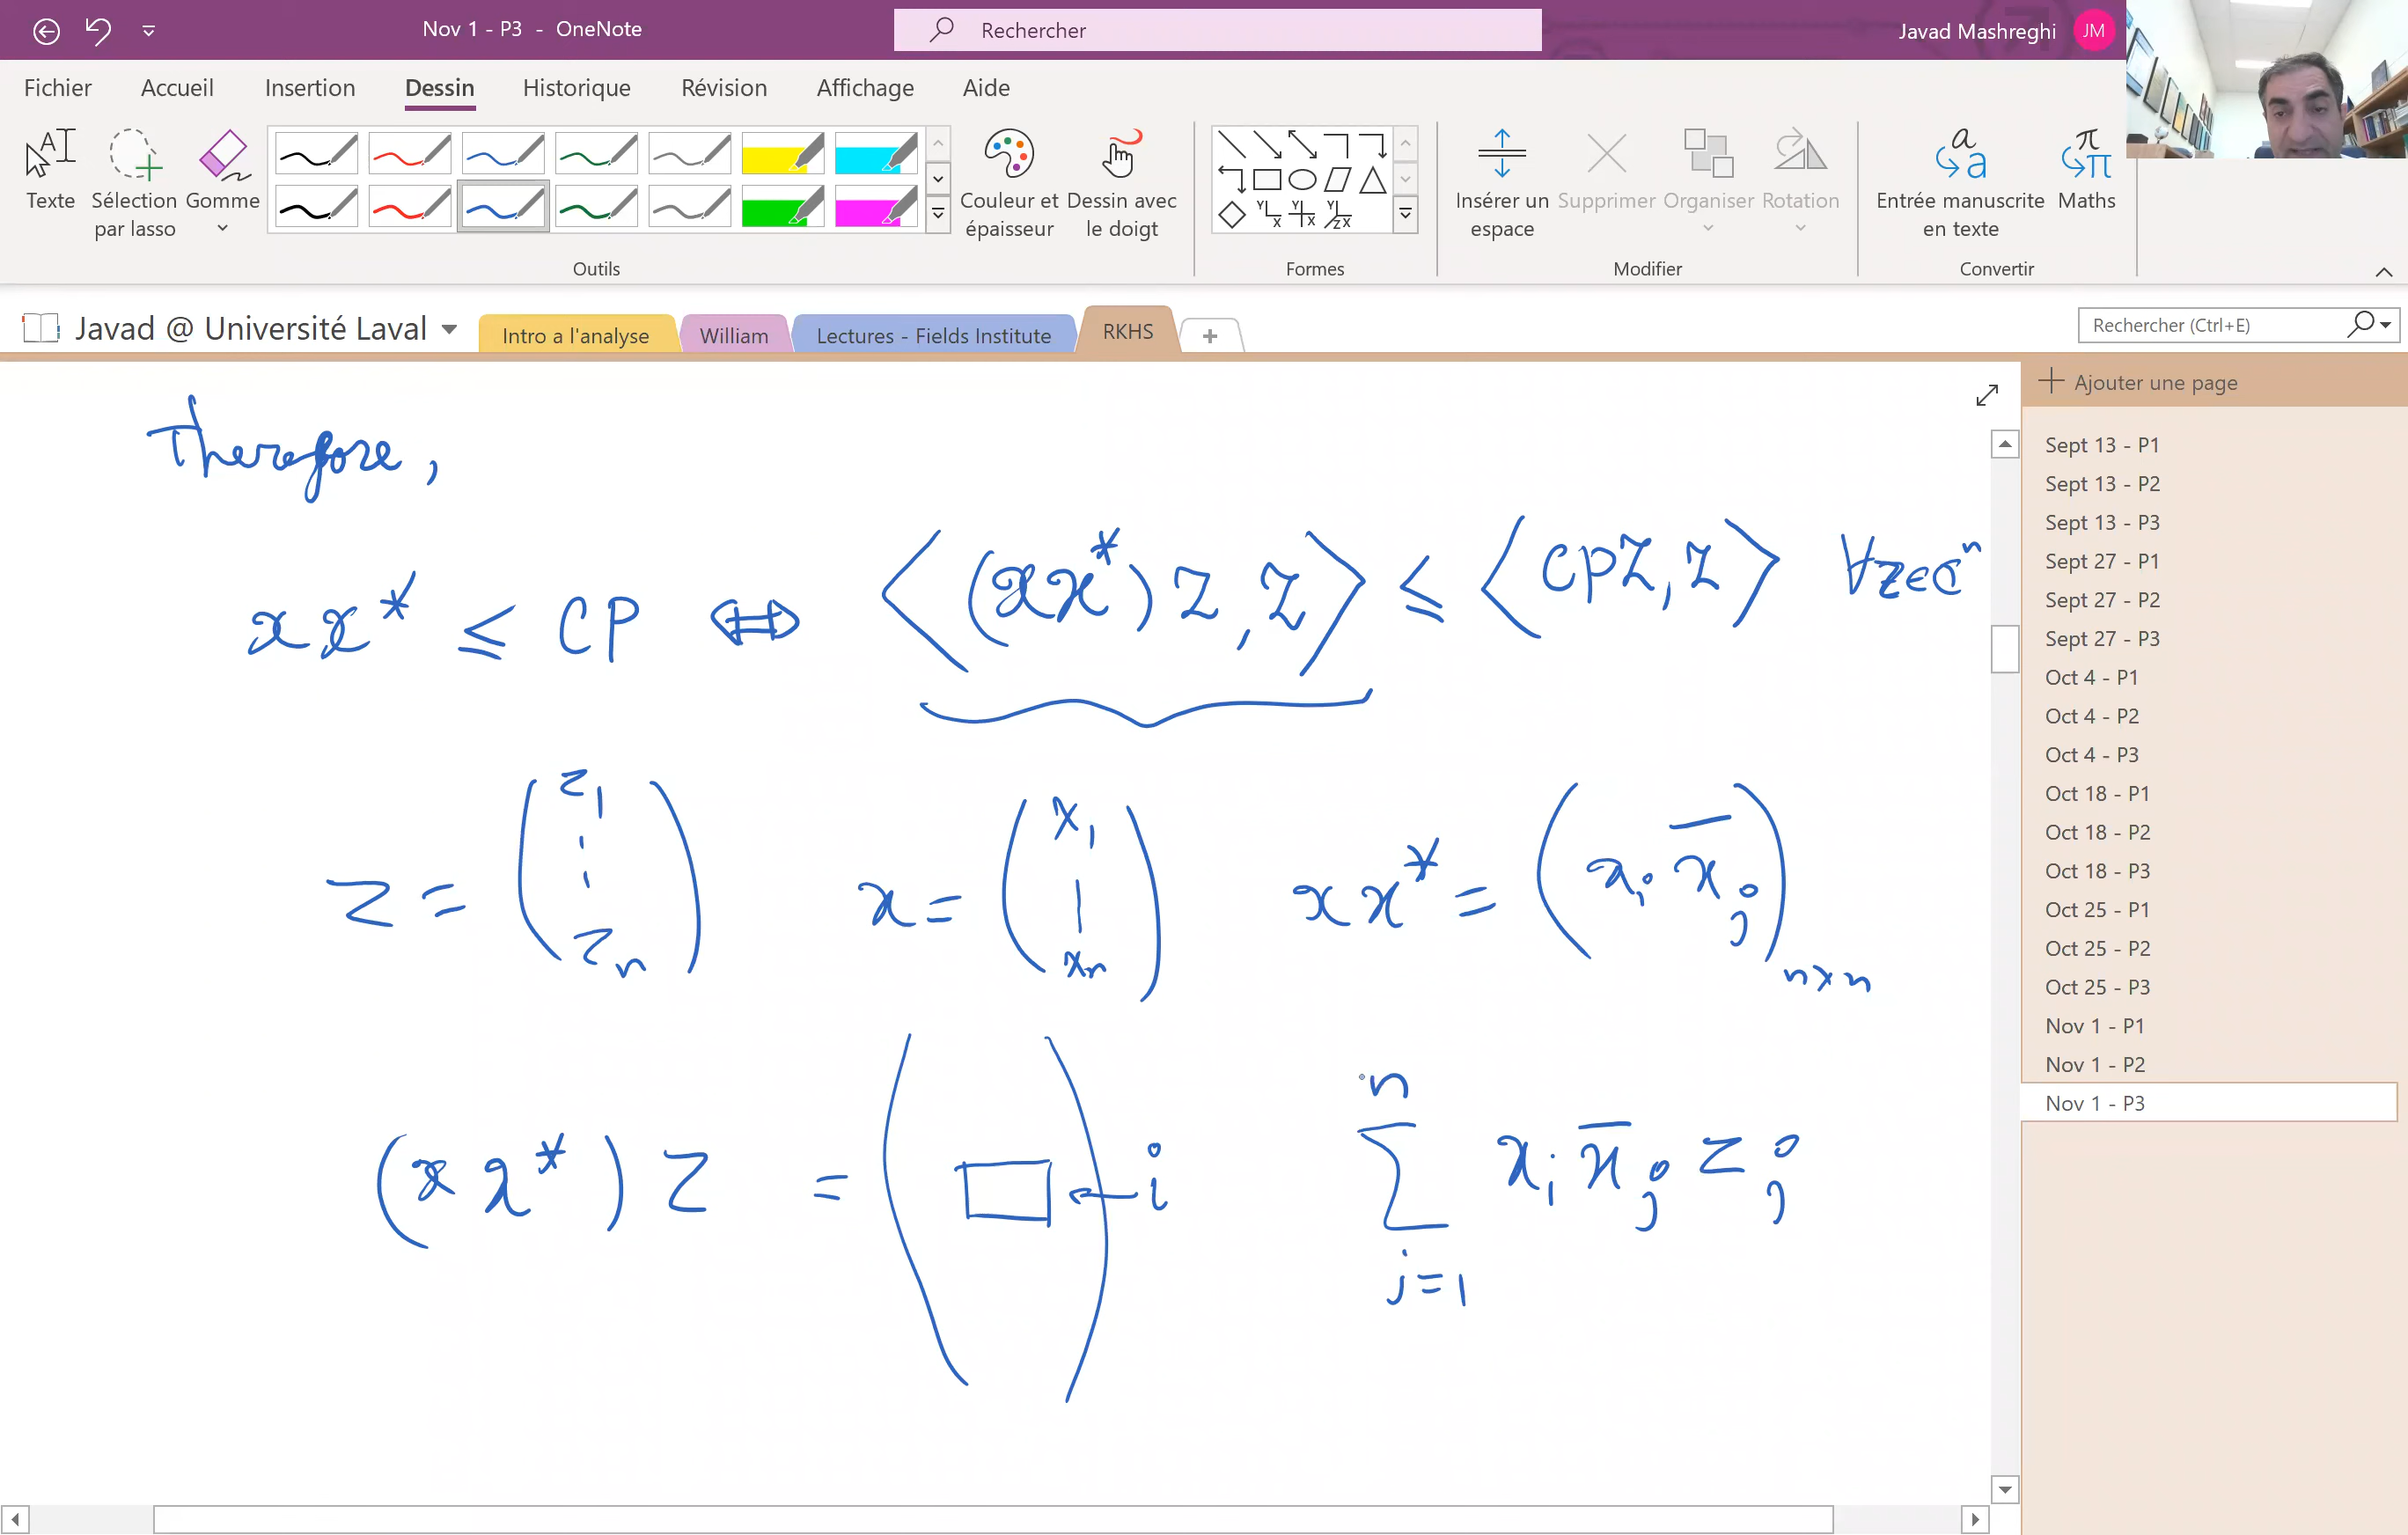 Nov 1 - P3 - OneNote
Rechercher
Javad Mashreghi JM
Fichier Accueil Insertion Dessin Historique Révision Affichage Aide
Texte
Sélection par lasso
Gomme
Couleur et épaisseur
Dessin avec le doigt
Insérer un espace
Supprimer
Organiser
Rotation
Entrée manuscrite en texte
Maths
Outils Formes Modifier Convertir
Javad @ Université Laval
Intro a l'analyse
William
Lectures - Fields Institute
RKHS
Rechercher (Ctrl+E)
Ajouter une page
Sept 13 - P1
Sept 13 - P2
Sept 13 - P3
Sept 27 - P1
Sept 27 - P2
Sept 27 - P3
Oct 4 - P1
Oct 4 - P2
Oct 4 - P3
Oct 18 - P1
Oct 18 - P2
Oct 18 - P3
Oct 25 - P1
Oct 25 - P2
Oct 25 - P3
Nov 1 - P1
Nov 1 - P2
Nov 1 - P3
Therefore,
x x* ≤ CP ⇔ ⟨(x x*) z, z⟩ ≤ ⟨CPz, z⟩ ∀z∈ℂⁿ
z = (z₁ ⋮ zₙ) x = (x₁ | xₙ) x x* = (xᵢ x̄ⱼ)ₙ×ₙ
(x x*) z = ( □ ← i ) ∑ⱼ₌₁ⁿ xᵢ x̄ⱼ zⱼ